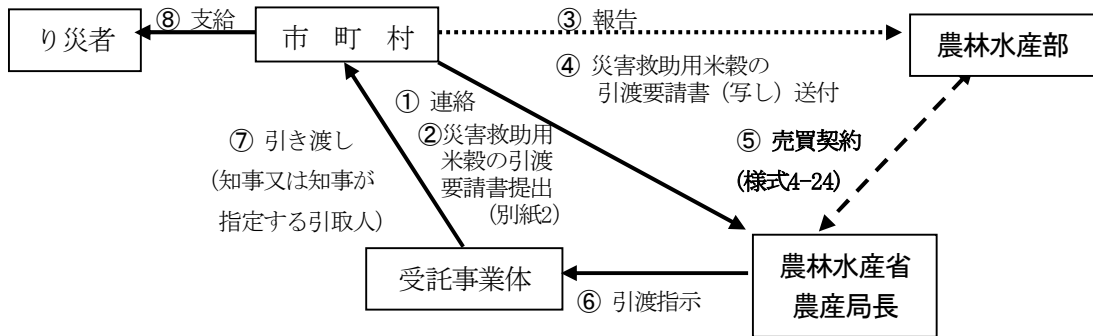 ⑧ 支給
り災者
市 町 村
③ 報告
農林水産部
④ 災害救助用米穀の
引渡要請書（写し）送付
① 連絡
②災害救助用
米穀の引渡
要請書提出
（別紙2）
⑦ 引き渡し
（知事又は知事が
指定する引取人）
⑤ 売買契約
(様式4-24)
受託事業体
⑥ 引渡指示
農林水産省
農産局長